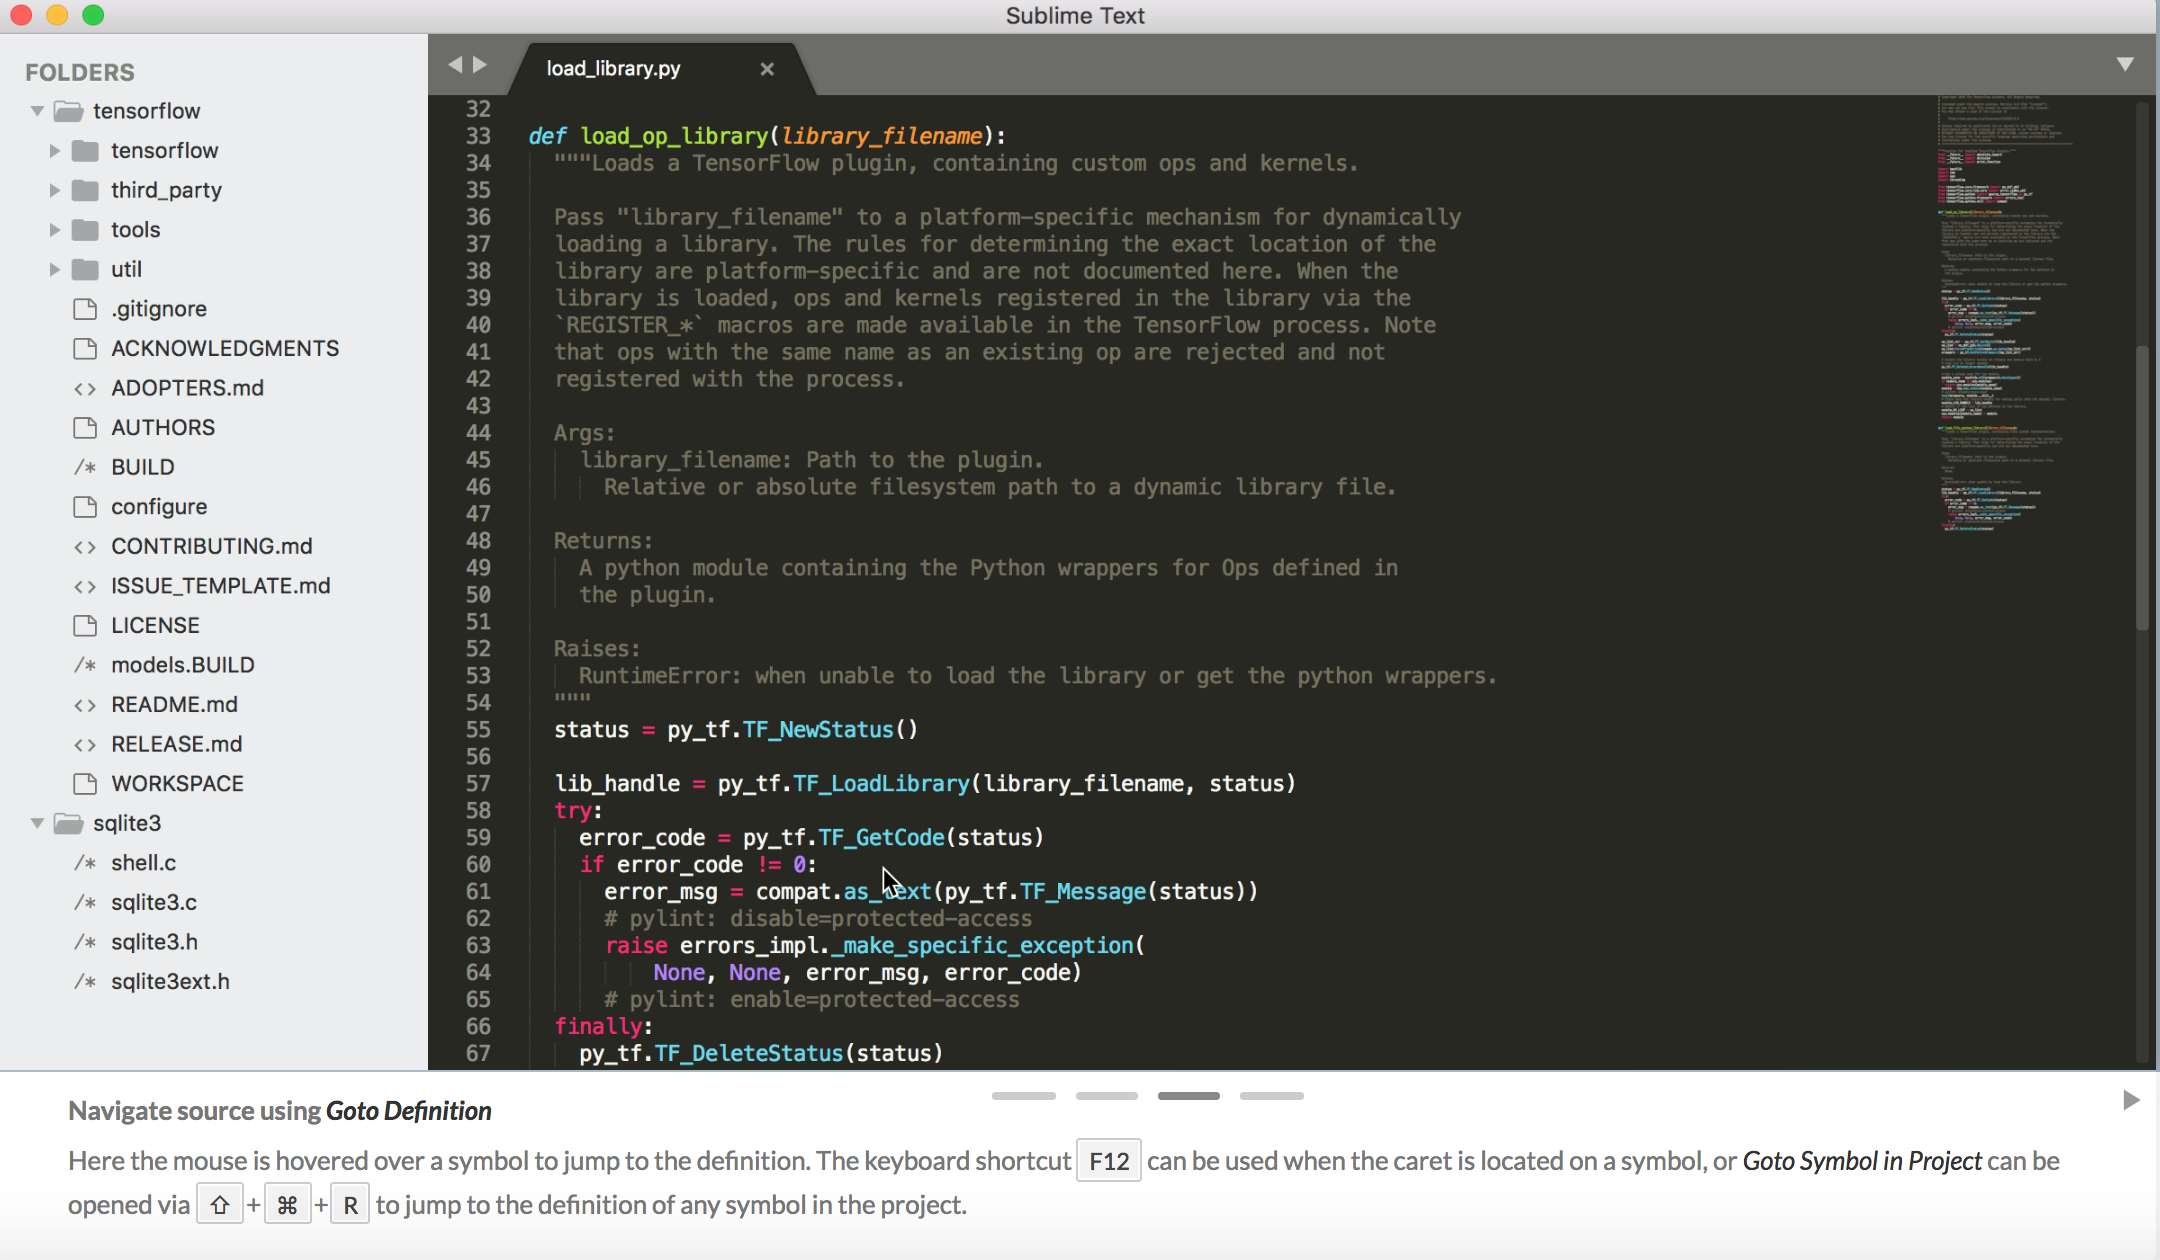 Sublime Text
FOLDERS
tensorflow
tensorflow
third_party
tools
util
.gitignore
ACKNOWLEDGMENTS
<> ADOPTERS.md
AUTHORS
/* BUILD
configure
<> CONTRIBUTING.md
<> ISSUE_TEMPLATE.md
LICENSE
/* models.BUILD
<> README.md
<> RELEASE.md
WORKSPACE
sqlite3
/* shell.c
/* sqlite3.c
/* sqlite3.h
/* sqlite3ext.h
load_library.py ×
32
33 def load_op_library(library_filename):
34 """Loads a TensorFlow plugin, containing custom ops and kernels.
35
36 Pass "library_filename" to a platform-specific mechanism for dynamically
37 loading a library. The rules for determining the exact location of the
38 library are platform-specific and are not documented here. When the
39 library is loaded, ops and kernels registered in the library via the
40 `REGISTER_*` macros are made available in the TensorFlow process. Note
41 that ops with the same name as an existing op are rejected and not
42 registered with the process.
43
44 Args:
45 library_filename: Path to the plugin.
46 Relative or absolute filesystem path to a dynamic library file.
47
48 Returns:
49 A python module containing the Python wrappers for Ops defined in
50 the plugin.
51
52 Raises:
53 RuntimeError: when unable to load the library or get the python wrappers.
54 """
55 status = py_tf.TF_NewStatus()
56
57 lib_handle = py_tf.TF_LoadLibrary(library_filename, status)
58 try:
59 error_code = py_tf.TF_GetCode(status)
60 if error_code != 0:
61 error_msg = compat.as_text(py_tf.TF_Message(status))
62 # pylint: disable=protected-access
63 raise errors_impl._make_specific_exception(
64 None, None, error_msg, error_code)
65 # pylint: enable=protected-access
66 finally:
67 py_tf.TF_DeleteStatus(status)
Navigate source using Goto Definition
Here the mouse is hovered over a symbol to jump to the definition. The keyboard shortcut F12 can be used when the caret is located on a symbol, or Goto Symbol in Project can be
opened via ⇧ + ⌘ + R to jump to the definition of any symbol in the project.